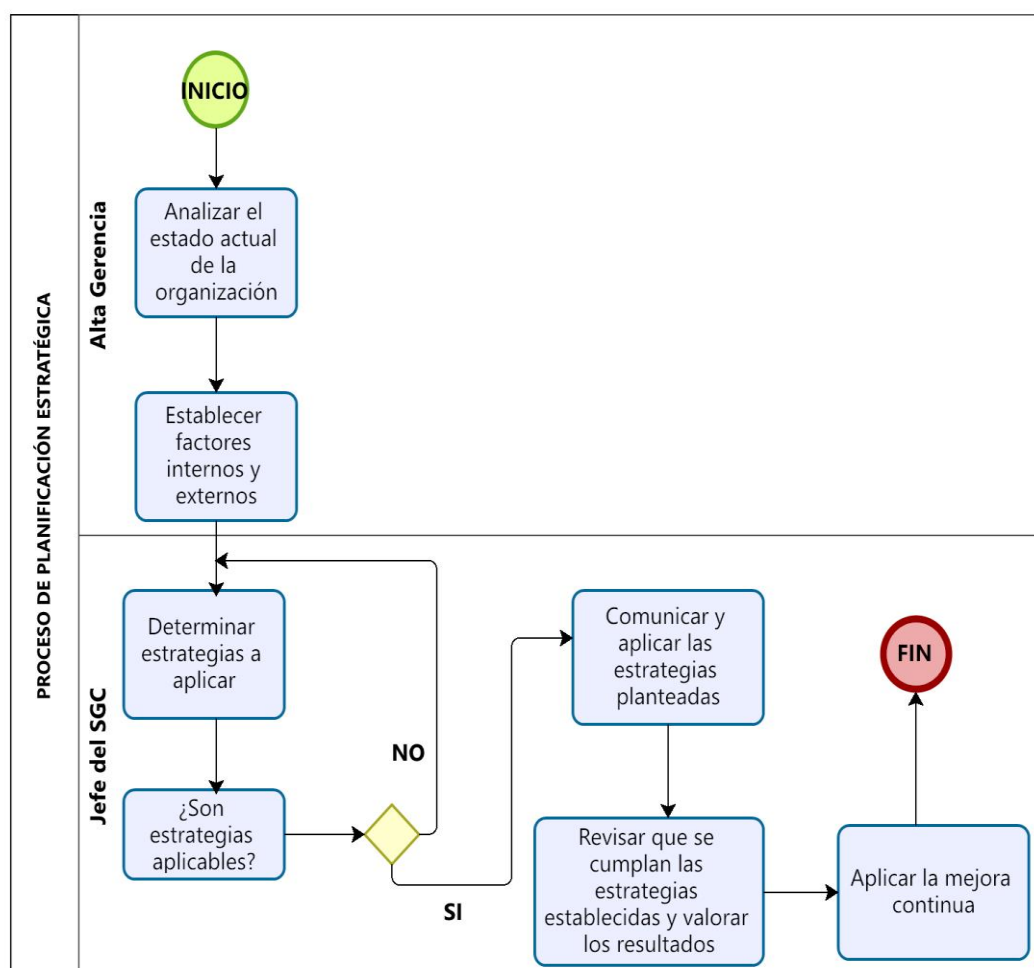 PROCESO DE PLANIFICACIÓN ESTRATÉGICA
Alta Gerencia
INICIO
Analizar el
estado actual
de la
organización
Establecer
factores
internos y
externos
Jefe del SGC
Determinar
estrategias a
aplicar
¿Son
estrategias
aplicables?
NO
SI
Comunicar y
aplicar las
estrategias
planteadas
Revisar que se
cumplan las
estrategias
establecidas y valorar
los resultados
Aplicar la mejora
continua
FIN